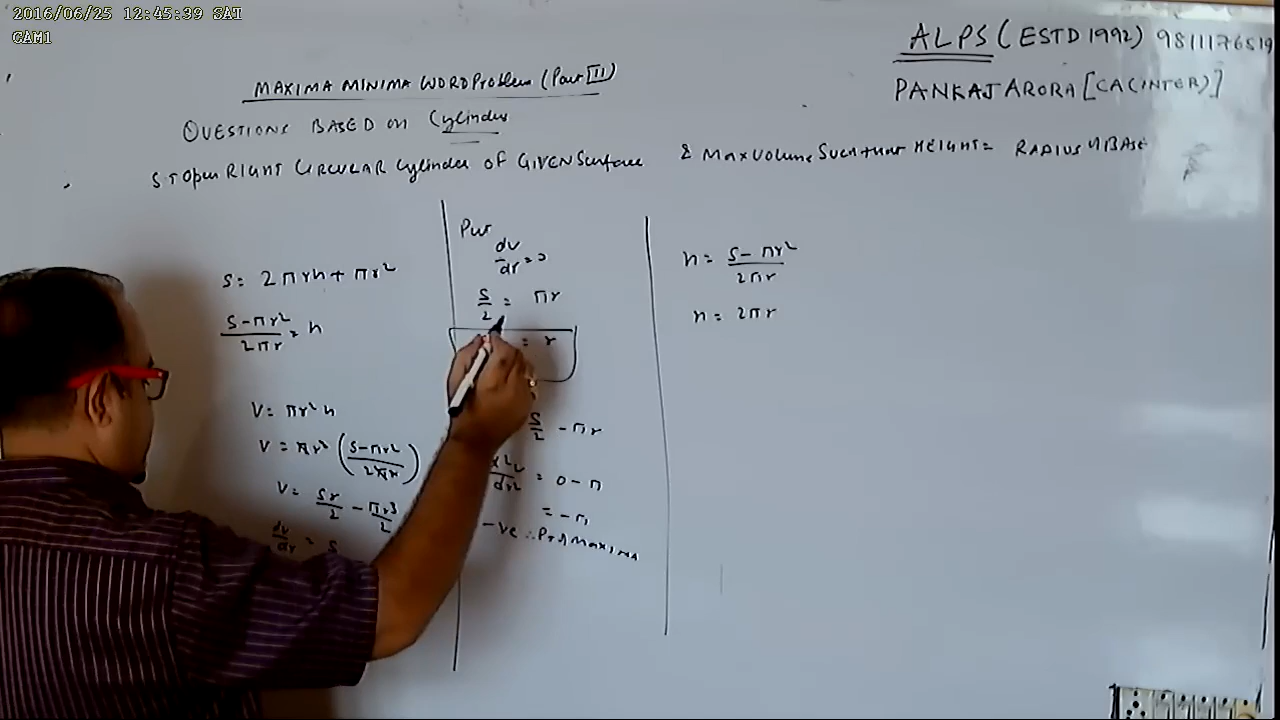 2016/06/25 12:45:39 SAT
CAM1
ALPS (ESTD 1992) 9811176519
PANKAJ ARORA [CA(INTER)]
MAXIMA MINIMA WORD Problem (Part II)
QUESTIONS BASED ON Cylinder
S T Open RIGHT CIRCULAR Cylinder OF GIVEN Surface & Max Volume Such that HEIGHT = RADIUS of BASE
S = 2πrh + πr²
S-πr²/2πr = h
V = πr²h
V = πr² (S-πr²/2πr)
V = Sr/2 - πr³/2
dv/dr = S
Put
dv/dr = 0
S/2 = πr
= r
S/2 - πr
d²v/dr² = 0 - π
= -π
-ve ∴ Pt of MAXIMA
h = S-πr²/2πr
h = 2πr